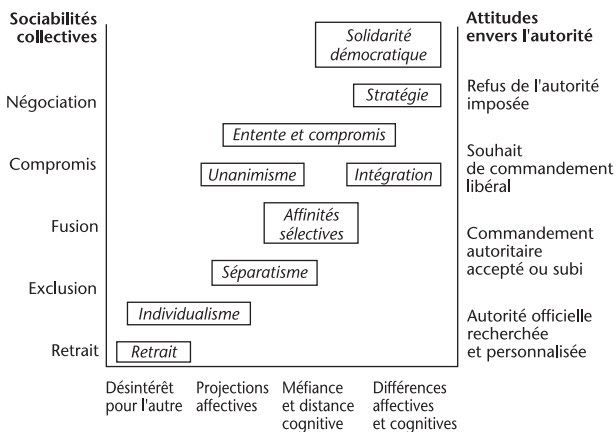 Sociabilités
collectives
Attitudes
envers l'autorité
Solidarité
démocratique
Négociation
Stratégie
Refus de l'autorité
imposée
Entente et compromis
Compromis
Unanimisme
Intégration
Souhait
de commandement
libéral
Fusion
Affinités
sélectives
Commandement
autoritaire
accepté ou subi
Séparatisme
Exclusion
Individualisme
Autorité officielle
recherchée
et personnalisée
Retrait
Retrait
Désintérêt
pour l'autre
Projections
affectives
Méfiance
et distance
cognitive
Différences
affectives
et cognitives